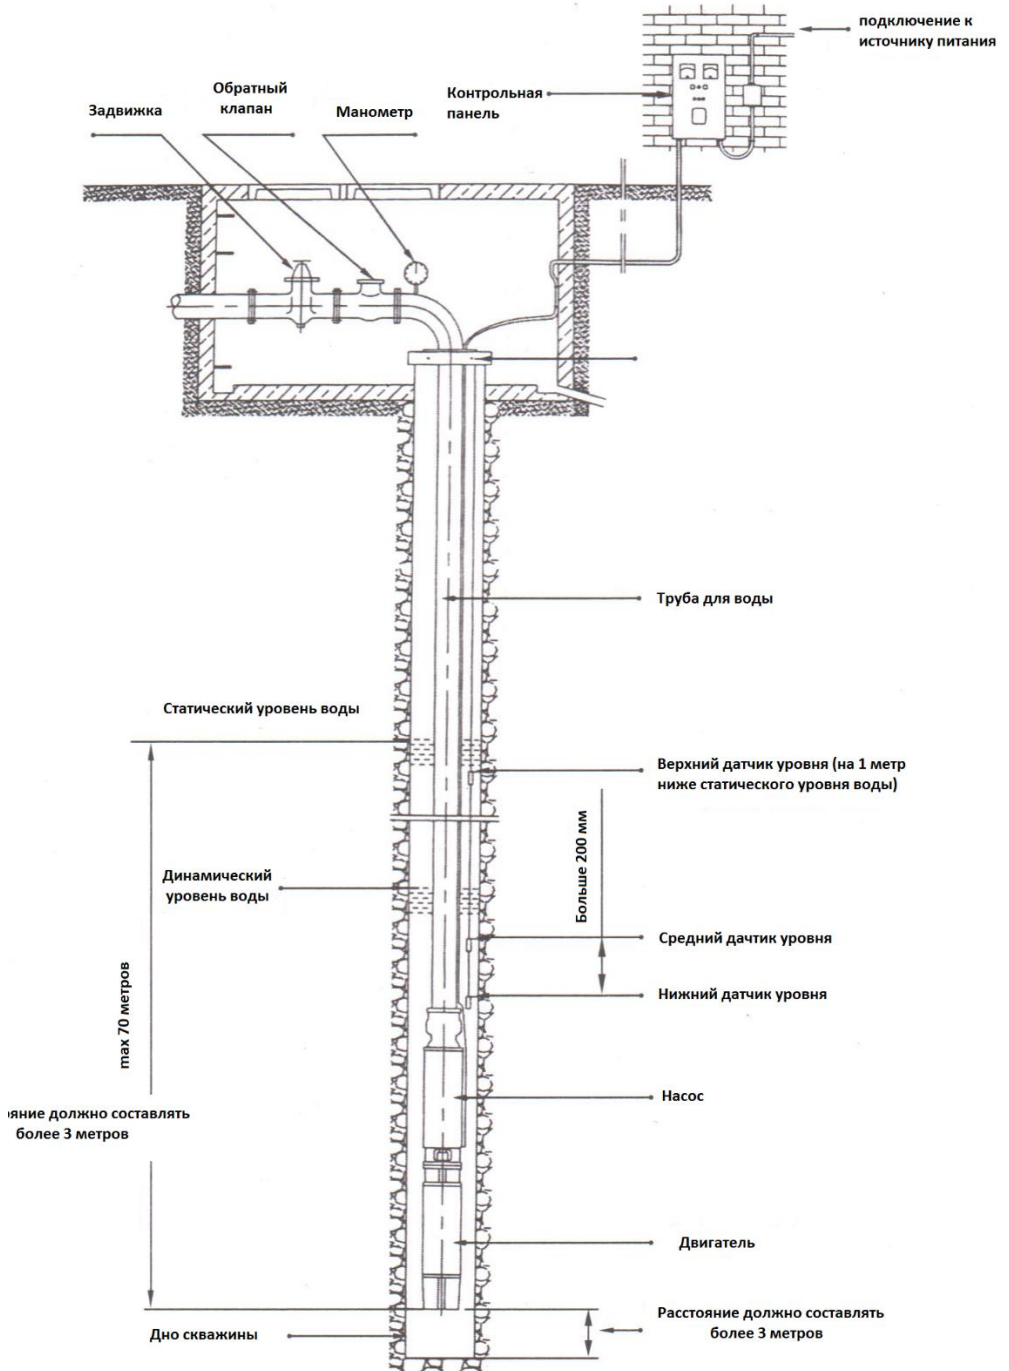 подключение к
источнику питания
Обратный
клапан
Задвижка
Манометр
Контрольная
панель
Труба для воды
Статический уровень воды
Верхний датчик уровня (на 1 метр
ниже статического уровня воды)
Больше 200 мм
Динамический
уровень воды
Средний дачтик уровня
Нижний датчик уровня
max 70 метров
Насос
яние должно составлять
более 3 метров
Двигатель
Расстояние должно составлять
более 3 метров
Дно скважины